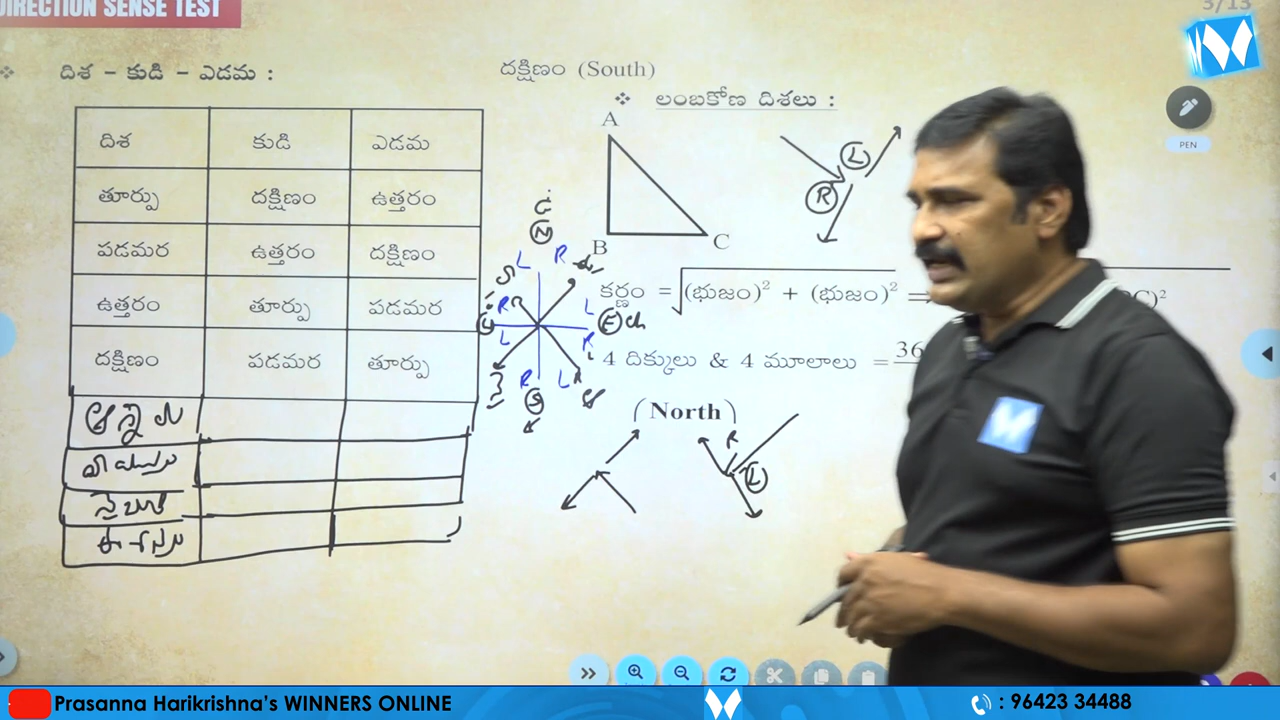 DIRECTION SENSE TEST
3/13
దిశ - కుడి - ఎడమ :
దక్షిణం (South)
లంబకోణ దిశలు :
దిశ కుడి ఎడమ
తూర్పు దక్షిణం ఉత్తరం
పడమర ఉత్తరం దక్షిణం
ఉత్తరం తూర్పు పడమర
దక్షిణం పడమర తూర్పు
ఆగ్నేయ
వాయువ్య
నైరుతి
ఈశాన్య
A
B
C
L
R
PEN
N
L R
R L
E
L R
R L
S
కర్ణం = √(భుజం)² + (భుజం)² ⇒
C)²
4 దిక్కులు & 4 మూలాలు = 36
(North)
R
L
W
Prasanna Harikrishna's WINNERS ONLINE
: 96423 34488